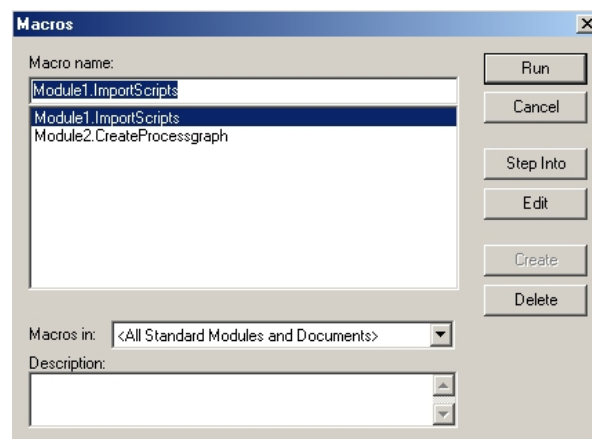 Macros
Macro name:
Module1.ImportScripts
Module1.ImportScripts
Module2.CreateProcessgraph
Run
Cancel
Step Into
Edit
Create
Delete
Macros in: <All Standard Modules and Documents>
Description: